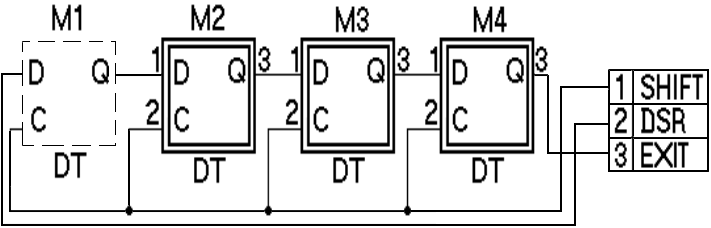 M1 M2 M3 M4
D Q 1 D Q 3 1 D Q 3 1 D Q 3
1 SHIFT
C 2 C 2 C 2 C
2 DSR
3 EXIT
DT DT DT DT